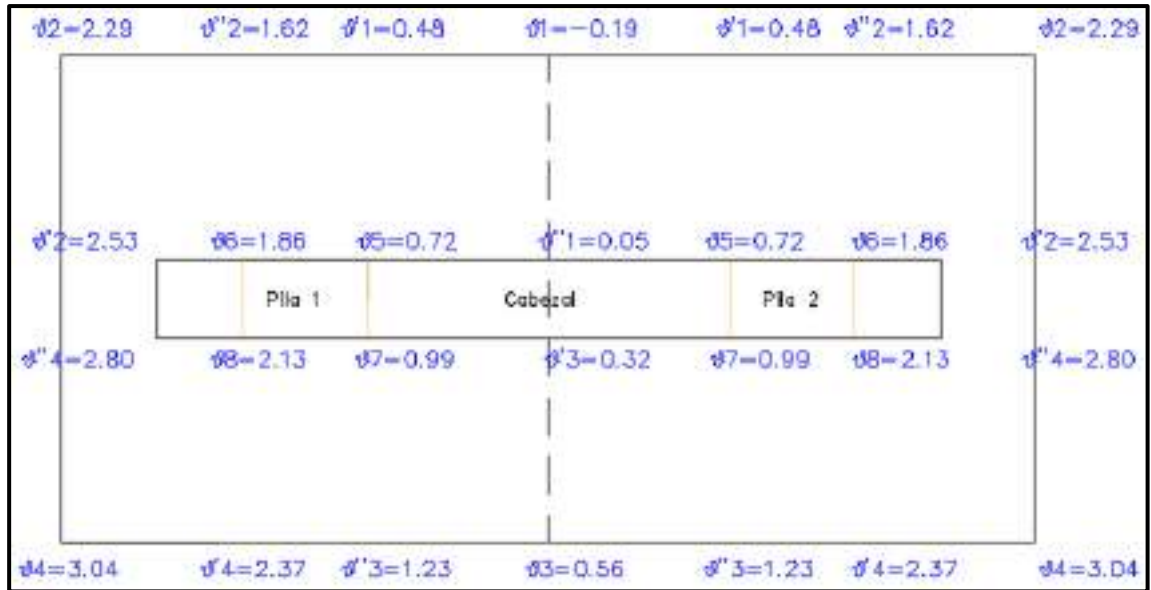 ϑ2=2.29 ϑ''2=1.62 ϑ'1=0.48 ϑ1=-0.19 ϑ'1=0.48 ϑ''2=1.62 ϑ2=2.29
ϑ'2=2.53 ϑ6=1.86 ϑ5=0.72 ϑ''1=0.05 ϑ5=0.72 ϑ6=1.86 ϑ'2=2.53
Pila 1 Cabezal Pila 2
ϑ''4=2.80 ϑ8=2.13 ϑ7=0.99 ϑ'3=0.32 ϑ7=0.99 ϑ8=2.13 ϑ''4=2.80
ϑ4=3.04 ϑ'4=2.37 ϑ''3=1.23 ϑ3=0.56 ϑ''3=1.23 ϑ'4=2.37 ϑ4=3.04